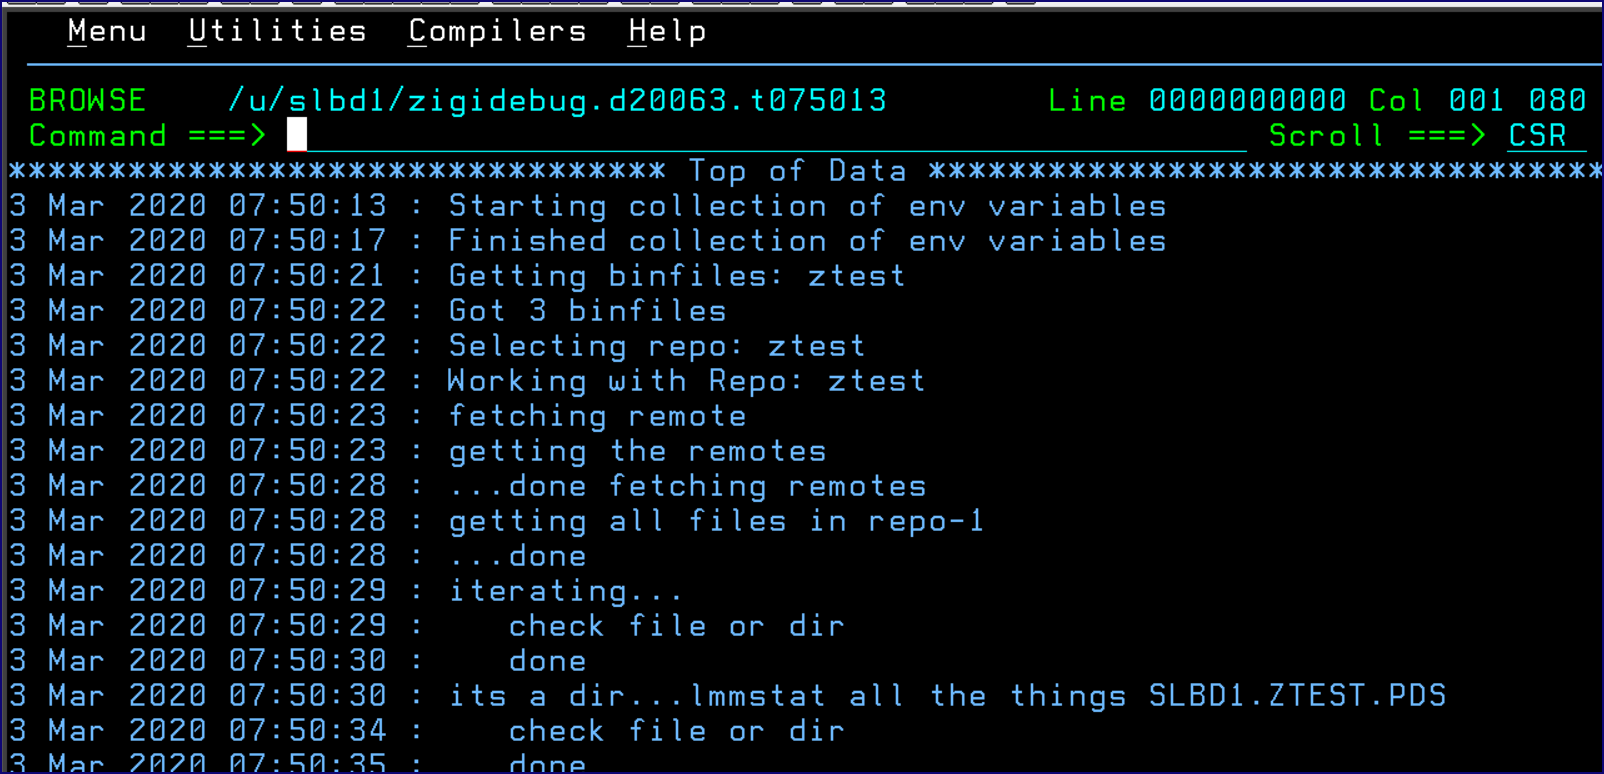 Menu Utilities Compilers Help
BROWSE /u/slbd1/zigidebug.d20063.t075013 Line 0000000000 Col 001 080
Command ===> Scroll ===> CSR
********************************* Top of Data **********************************
3 Mar 2020 07:50:13 : Starting collection of env variables
3 Mar 2020 07:50:17 : Finished collection of env variables
3 Mar 2020 07:50:21 : Getting binfiles: ztest
3 Mar 2020 07:50:22 : Got 3 binfiles
3 Mar 2020 07:50:22 : Selecting repo: ztest
3 Mar 2020 07:50:22 : Working with Repo: ztest
3 Mar 2020 07:50:23 : fetching remote
3 Mar 2020 07:50:23 : getting the remotes
3 Mar 2020 07:50:28 : ...done fetching remotes
3 Mar 2020 07:50:28 : getting all files in repo-1
3 Mar 2020 07:50:28 : ...done
3 Mar 2020 07:50:29 : iterating...
3 Mar 2020 07:50:29 :    check file or dir
3 Mar 2020 07:50:30 :    done
3 Mar 2020 07:50:30 : its a dir...lmmstat all the things SLBD1.ZTEST.PDS
3 Mar 2020 07:50:34 :    check file or dir
3 Mar 2020 07:50:35 :    done